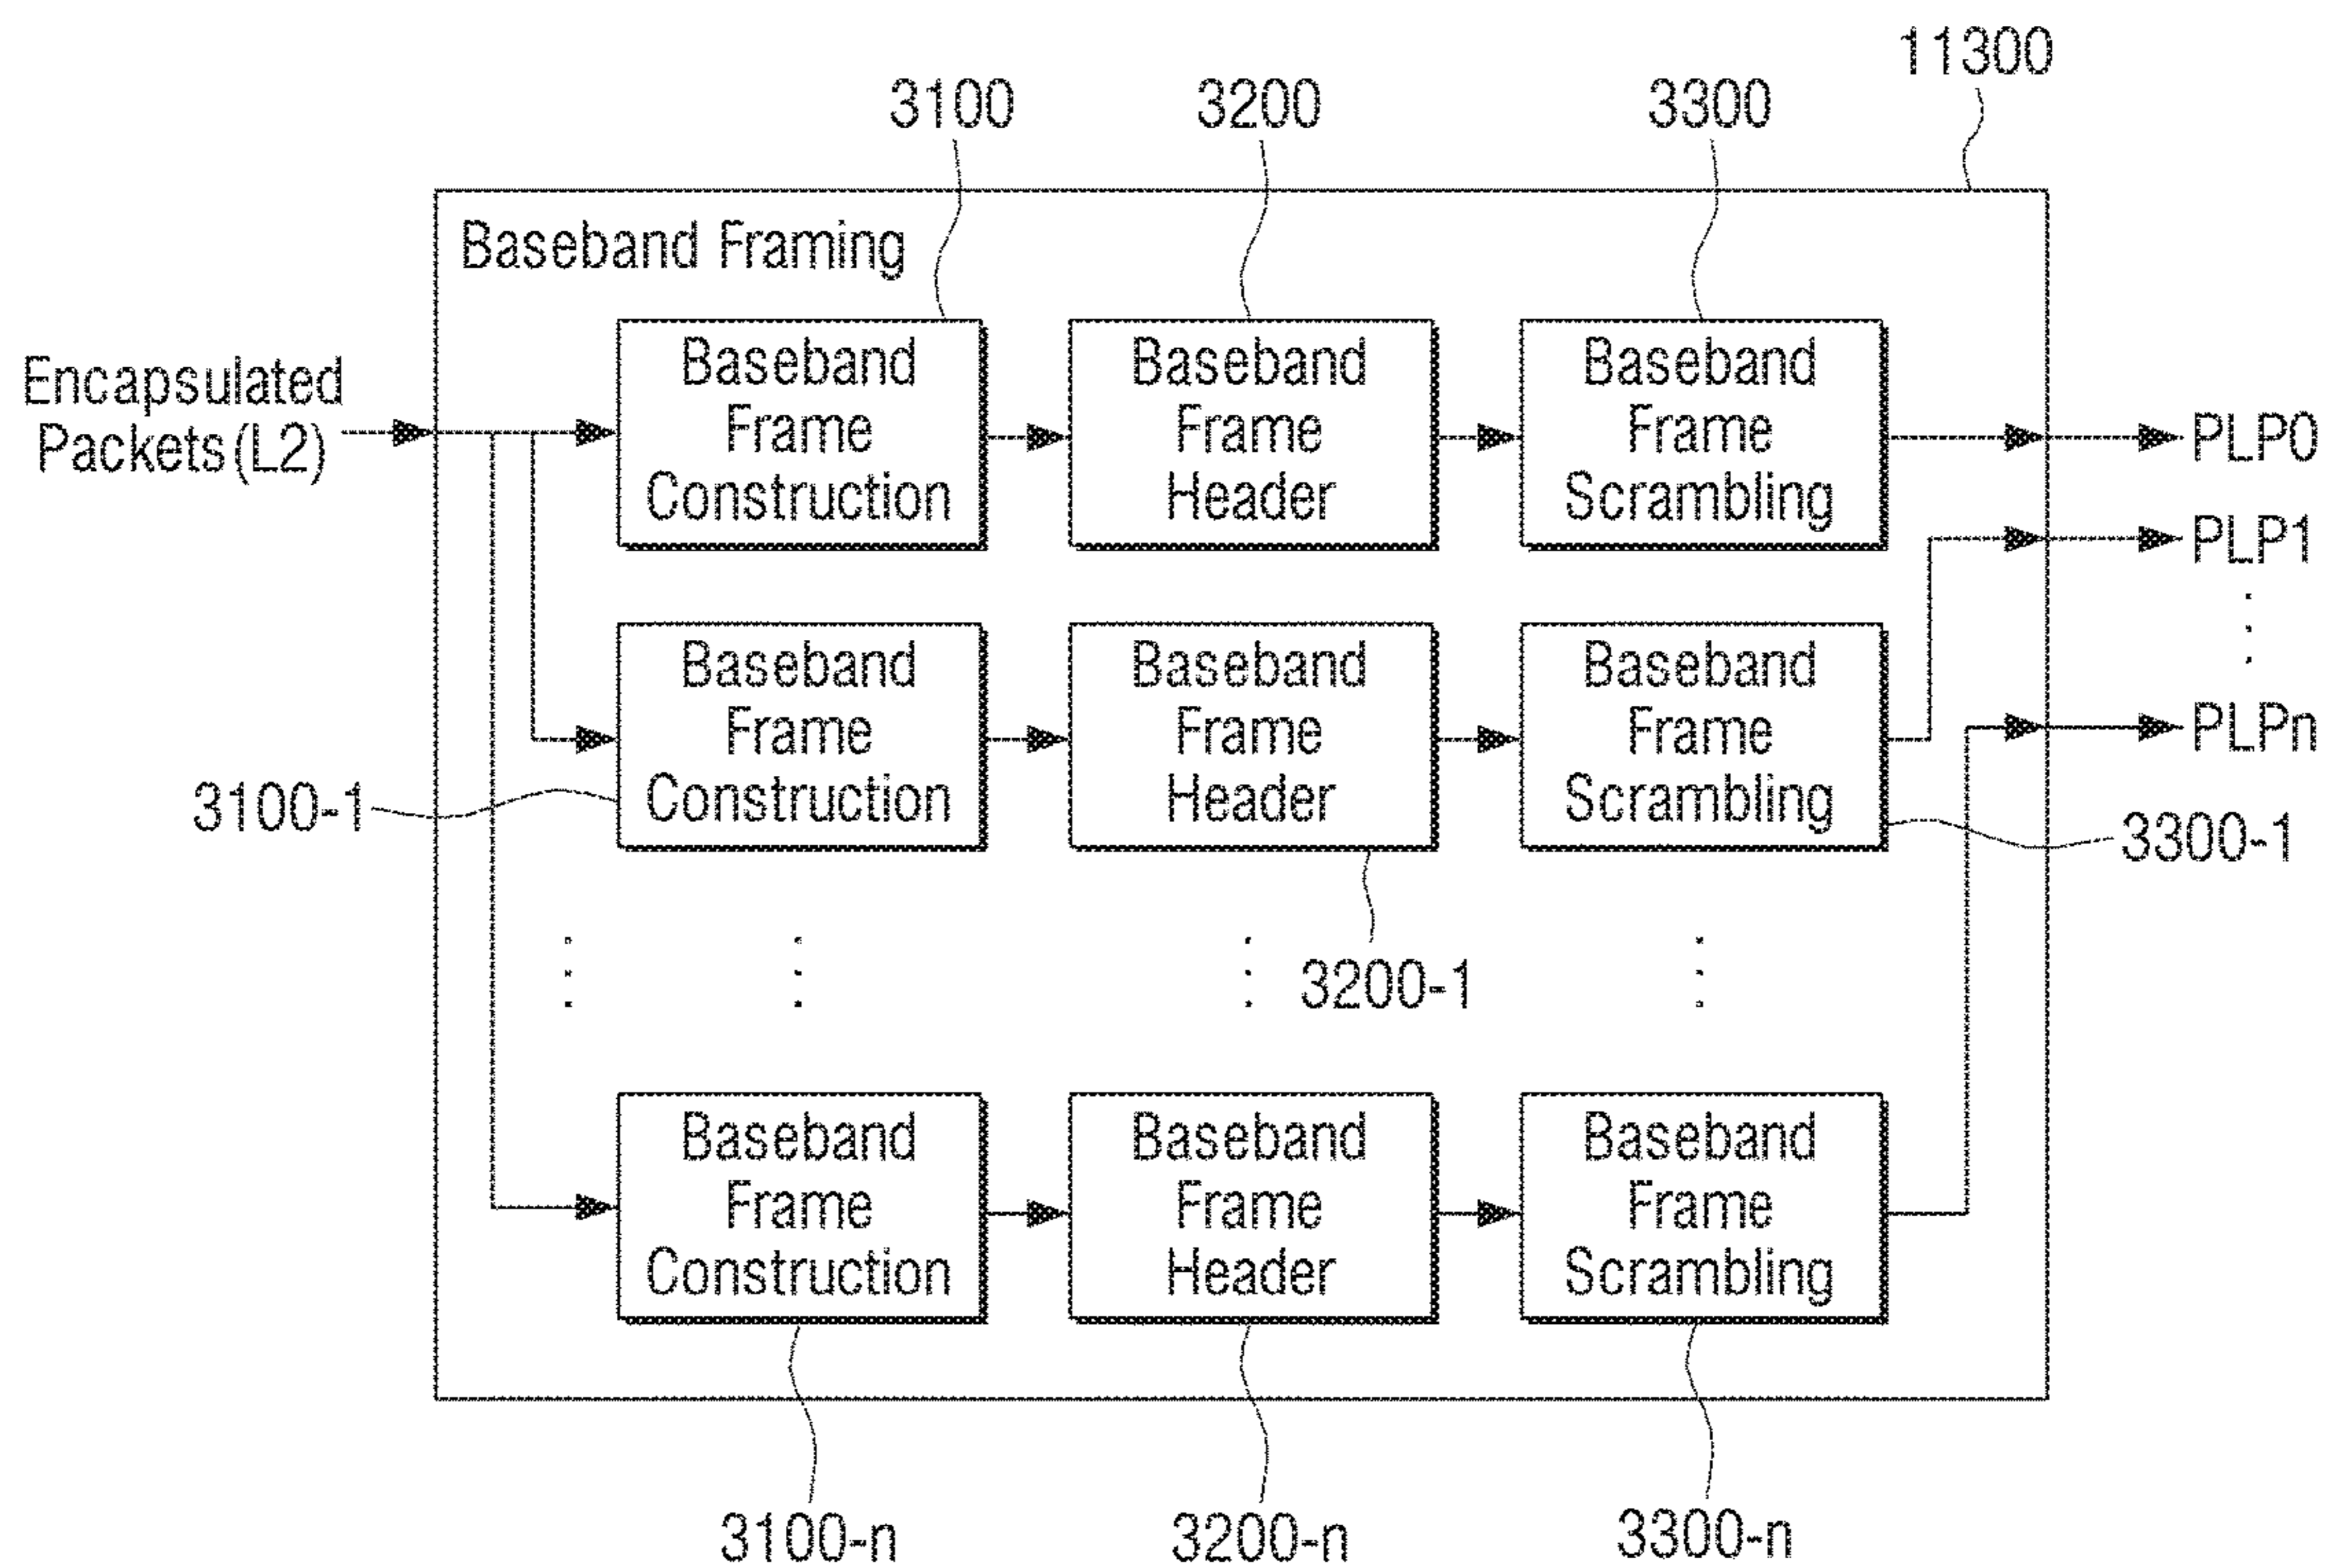 11300
3100
3200
3300
Baseband Framing
Encapsulated
Packets(L2)
Baseband
Frame
Construction
Baseband
Frame
Header
Baseband
Frame
Scrambling
PLP0
PLP1
PLPn
Baseband
Frame
Construction
Baseband
Frame
Header
Baseband
Frame
Scrambling
3100-1
3300-1
3200-1
Baseband
Frame
Construction
Baseband
Frame
Header
Baseband
Frame
Scrambling
3100-n
3200-n
3300-n